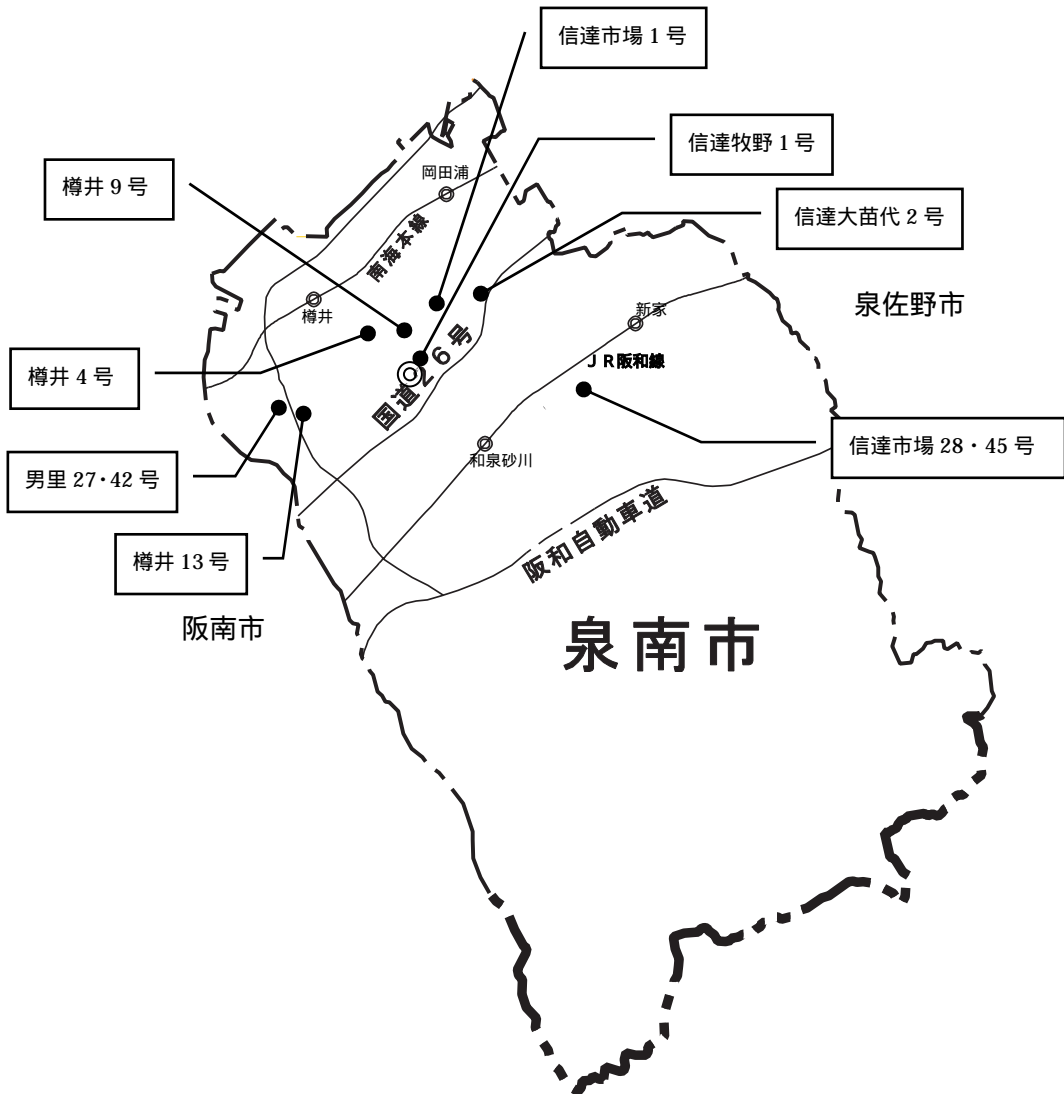 信達市場 1 号
信達牧野 1 号
岡田浦
樽井 9 号
信達大苗代 2 号
南海本線
泉佐野市
新家
樽井
国道26号
JR阪和線
樽井 4 号
信達市場 28・45 号
和泉砂川
男里 27・42 号
阪和自動車道
樽井 13 号
阪南市
泉南市